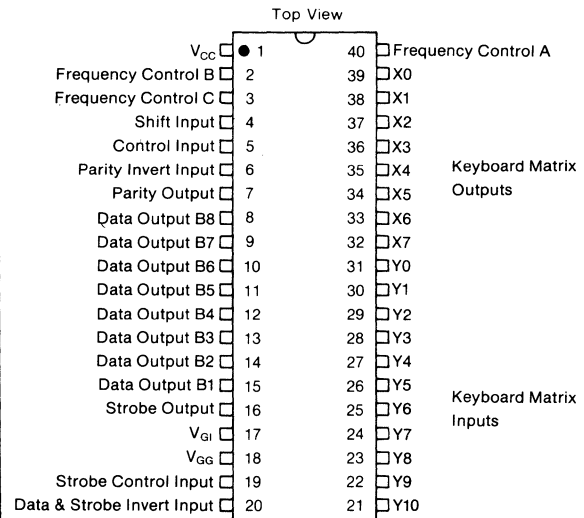 Top View
V_CC 1 40 Frequency Control A
Frequency Control B 2 39 X0
Frequency Control C 3 38 X1
Shift Input 4 37 X2
Control Input 5 36 X3
Parity Invert Input 6 35 X4 Keyboard Matrix
Parity Output 7 34 X5 Outputs
Data Output B8 8 33 X6
Data Output B7 9 32 X7
Data Output B6 10 31 Y0
Data Output B5 11 30 Y1
Data Output B4 12 29 Y2
Data Output B3 13 28 Y3
Data Output B2 14 27 Y4
Data Output B1 15 26 Y5
Strobe Output 16 25 Y6 Keyboard Matrix
V_GI 17 24 Y7 Inputs
V_GG 18 23 Y8
Strobe Control Input 19 22 Y9
Data & Strobe Invert Input 20 21 Y10